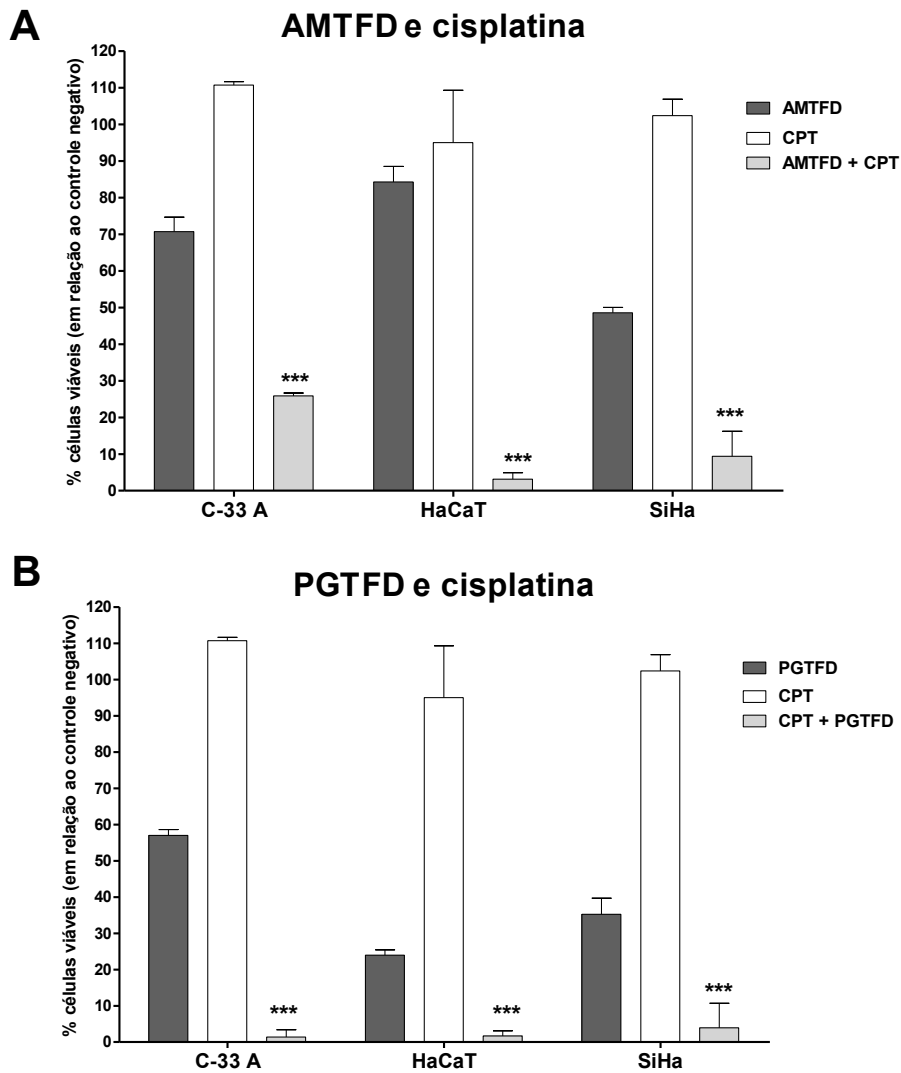 A
AMTFD e cisplatina
% células viáveis (em relação ao controle negativo)
120
110
100
90
80
70
60
50
40
30
20
10
0
***
***
***
C-33 A
HaCaT
SiHa
AMTFD
CPT
AMTFD + CPT
B
PGTFD e cisplatina
% células viáveis (em relação ao controle negativo)
120
110
100
90
80
70
60
50
40
30
20
10
0
***
***
***
C-33 A
HaCaT
SiHa
PGTFD
CPT
CPT + PGTFD